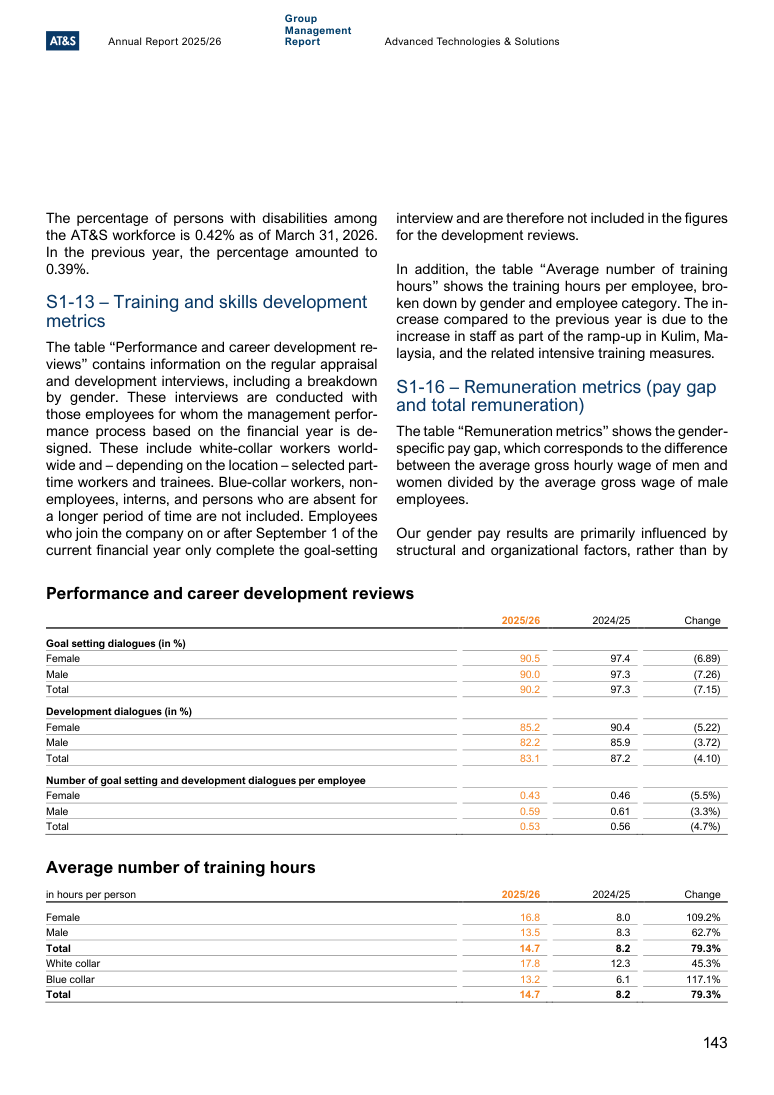 AT&S
Annual Report 2025/26
Group
Management
Report
Advanced Technologies & Solutions
The percentage of persons with disabilities among
the AT&S workforce is 0.42% as of March 31, 2026.
In the previous year, the percentage amounted to
0.39%.
S1-13 – Training and skills development
metrics
The table “Performance and career development re-
views” contains information on the regular appraisal
and development interviews, including a breakdown
by gender. These interviews are conducted with
those employees for whom the management perfor-
mance process based on the financial year is de-
signed. These include white-collar workers world-
wide and – depending on the location – selected part-
time workers and trainees. Blue-collar workers, non-
employees, interns, and persons who are absent for
a longer period of time are not included. Employees
who join the company on or after September 1 of the
current financial year only complete the goal-setting
interview and are therefore not included in the figures
for the development reviews.
In addition, the table “Average number of training
hours” shows the training hours per employee, bro-
ken down by gender and employee category. The in-
crease compared to the previous year is due to the
increase in staff as part of the ramp-up in Kulim, Ma-
laysia, and the related intensive training measures.
S1-16 – Remuneration metrics (pay gap
and total remuneration)
The table “Remuneration metrics” shows the gender-
specific pay gap, which corresponds to the difference
between the average gross hourly wage of men and
women divided by the average gross wage of male
employees.
Our gender pay results are primarily influenced by
structural and organizational factors, rather than by
Performance and career development reviews
2025/26 2024/25 Change
Goal setting dialogues (in %)
Female 90.5 97.4 (6.89)
Male 90.0 97.3 (7.26)
Total 90.2 97.3 (7.15)
Development dialogues (in %)
Female 85.2 90.4 (5.22)
Male 82.2 85.9 (3.72)
Total 83.1 87.2 (4.10)
Number of goal setting and development dialogues per employee
Female 0.43 0.46 (5.5%)
Male 0.59 0.61 (3.3%)
Total 0.53 0.56 (4.7%)
Average number of training hours
in hours per person 2025/26 2024/25 Change
Female 16.8 8.0 109.2%
Male 13.5 8.3 62.7%
Total 14.7 8.2 79.3%
White collar 17.8 12.3 45.3%
Blue collar 13.2 6.1 117.1%
Total 14.7 8.2 79.3%
143